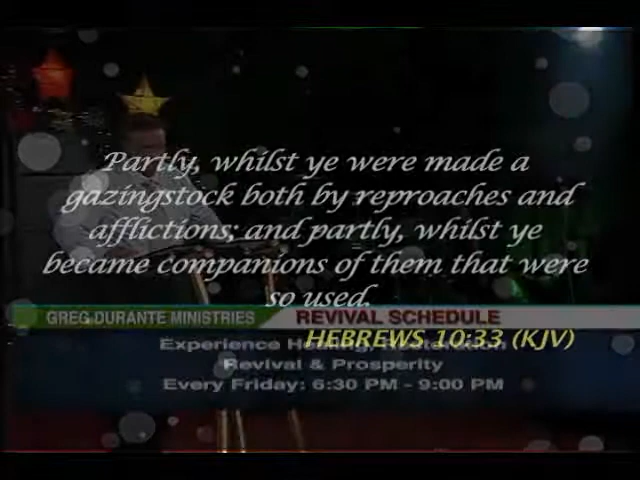 Partly, whilst ye were made a
gazingstock both by reproaches and
afflictions; and partly, whilst ye
became companions of them that were
so used.
GREG DURANTE MINISTRIES REVIVAL SCHEDULE
HEBREWS 10:33 (KJV)
Experience
Revival & Prosperity
Every Friday: 6:30 PM - 9:00 PM